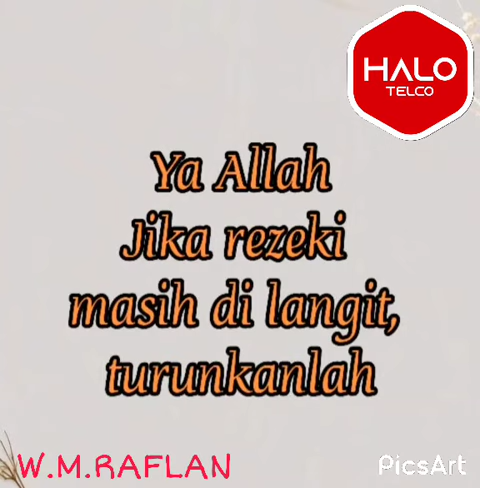 HALO
TELCO
Ya Allah
Jika rezeki
masih di langit,
turunkanlah
W.M.RAFLAN
PicsArt